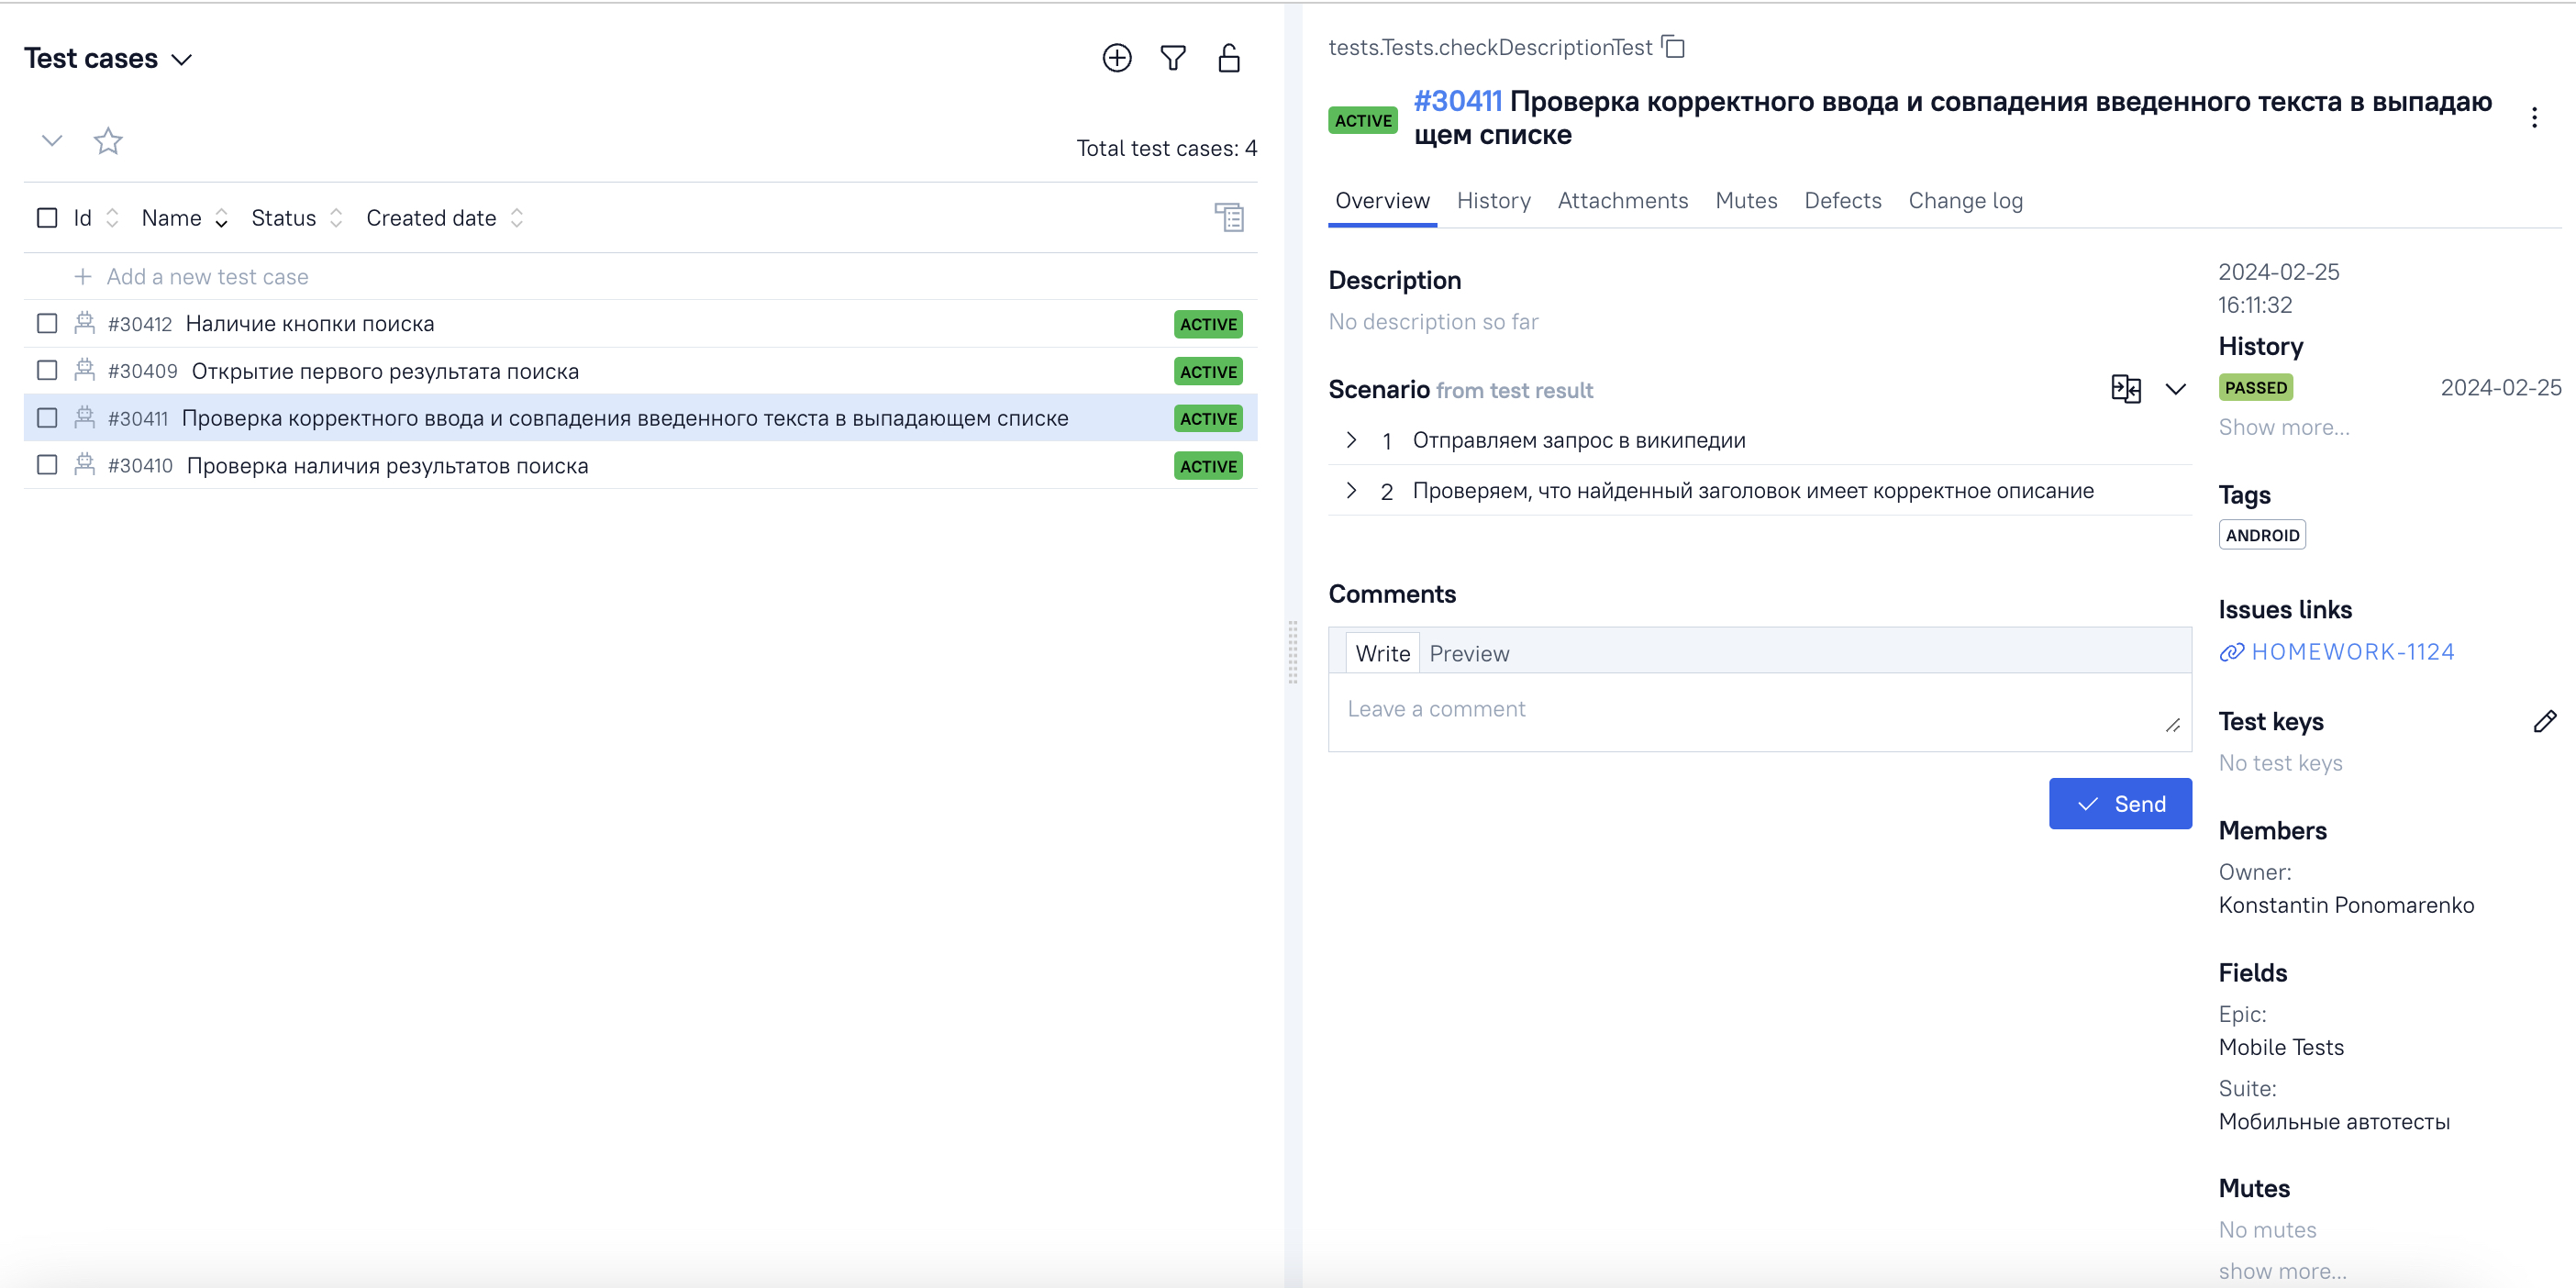 Test cases
Total test cases: 4
Id Name Status Created date
Add a new test case
#30412 Наличие кнопки поиска ACTIVE
#30409 Открытие первого результата поиска ACTIVE
#30411 Проверка корректного ввода и совпадения введенного текста в выпадающем списке ACTIVE
#30410 Проверка наличия результатов поиска ACTIVE
tests.Tests.checkDescriptionTest
ACTIVE #30411 Проверка корректного ввода и совпадения введенного текста в выпадаю
щем списке
Overview History Attachments Mutes Defects Change log
Description
No description so far
Scenario from test result
1 Отправляем запрос в википедии
2 Проверяем, что найденный заголовок имеет корректное описание
Comments
Write Preview
Leave a comment
Send
2024-02-25
16:11:32
History
PASSED 2024-02-25
Show more...
Tags
ANDROID
Issues links
HOMEWORK-1124
Test keys
No test keys
Members
Owner:
Konstantin Ponomarenko
Fields
Epic:
Mobile Tests
Suite:
Мобильные автотесты
Mutes
No mutes
show more...